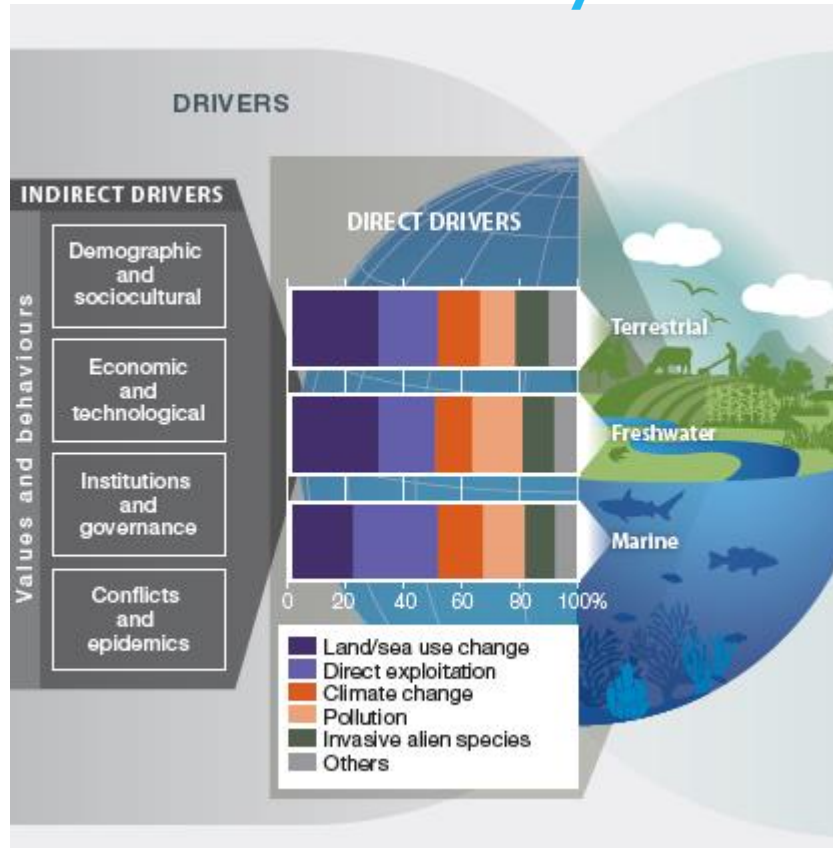 DRIVERS
INDIRECT DRIVERS
Values and behaviours
Demographic
and
sociocultural
Economic
and
technological
Institutions
and
governance
Conflicts
and
epidemics
DIRECT DRIVERS
Terrestrial
Freshwater
Marine
0 20 40 60 80 100%
Land/sea use change
Direct exploitation
Climate change
Pollution
Invasive alien species
Others